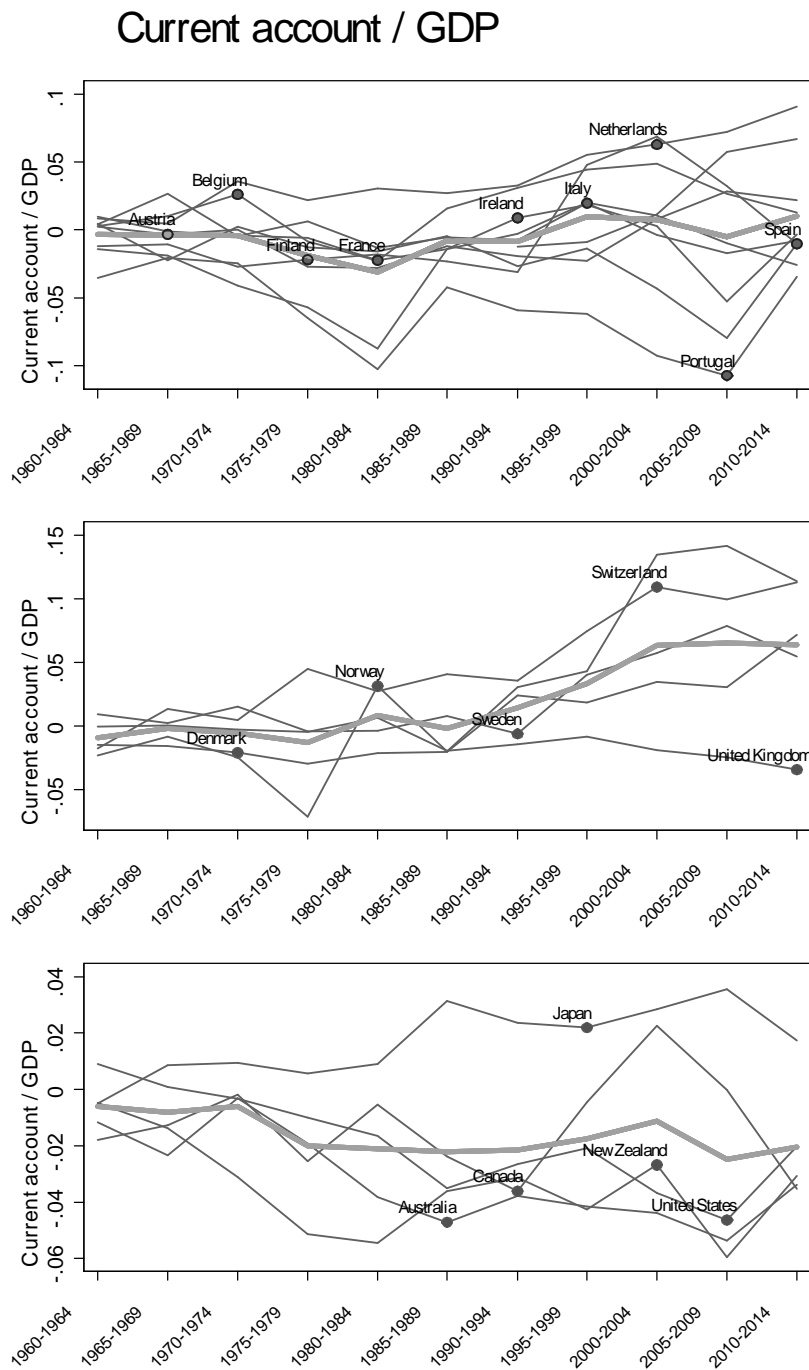 Current account / GDP
Current account / GDP
.1
.05
0
-.05
-.1
Netherlands
Belgium
Ireland
Italy
Austria
Finland
France
Spain
Portugal
1960-1964
1965-1969
1970-1974
1975-1979
1980-1984
1985-1989
1990-1994
1995-1999
2000-2004
2005-2009
2010-2014
Current account / GDP
.15
.1
.05
0
-.05
Switzerland
Norway
Sweden
Denmark
United Kingdom
1960-1964
1965-1969
1970-1974
1975-1979
1980-1984
1985-1989
1990-1994
1995-1999
2000-2004
2005-2009
2010-2014
Current account / GDP
.04
.02
0
-.02
-.04
-.06
Japan
New Zealand
Canada
Australia
United States
1960-1964
1965-1969
1970-1974
1975-1979
1980-1984
1985-1989
1990-1994
1995-1999
2000-2004
2005-2009
2010-2014